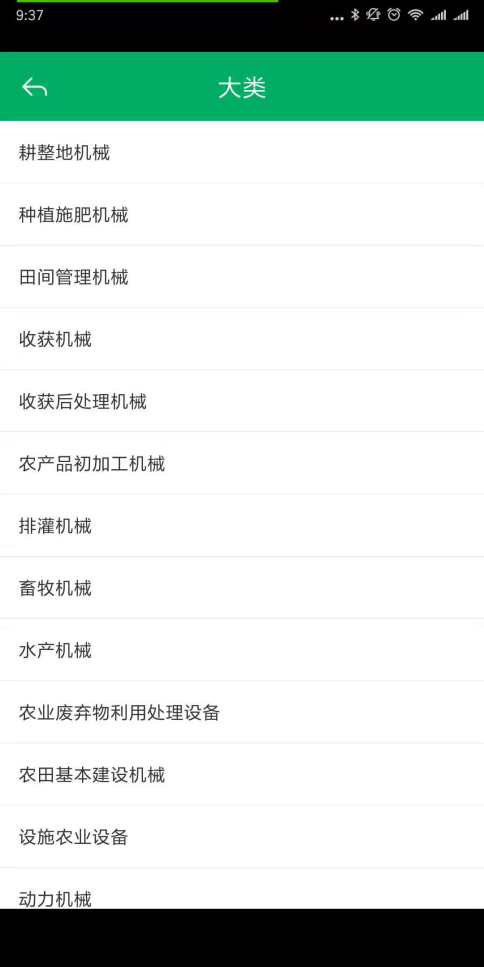 9:37
大类
耕整地机械
种植施肥机械
田间管理机械
收获机械
收获后处理机械
农产品初加工机械
排灌机械
畜牧机械
水产机械
农业废弃物利用处理设备
农田基本建设机械
设施农业设备
动力机械